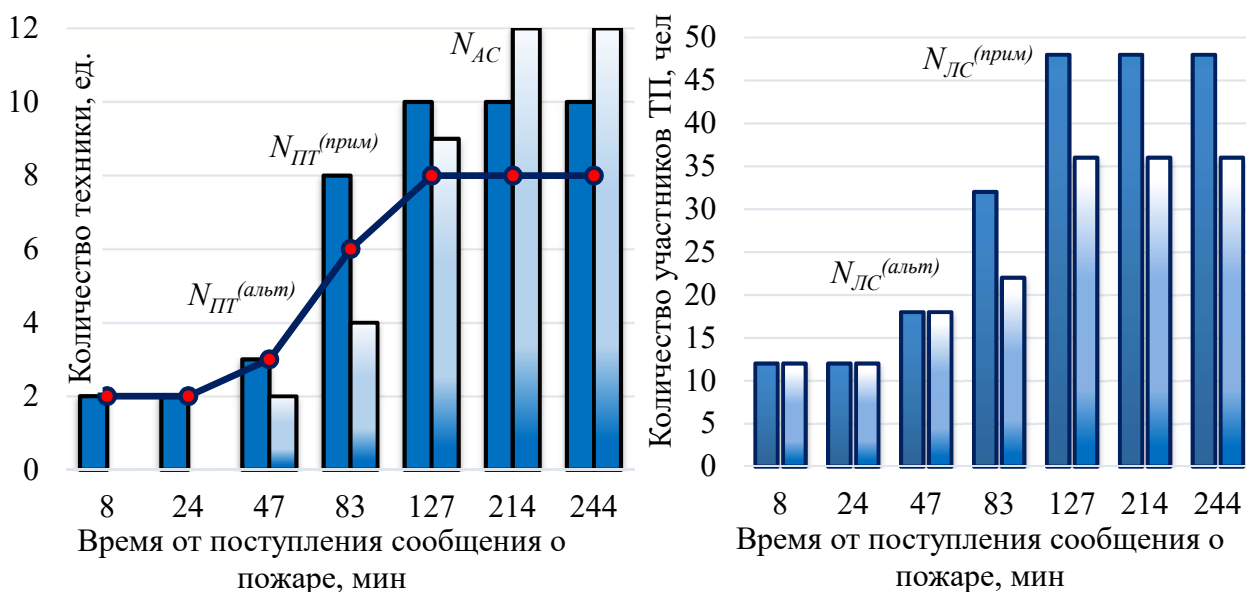 Количество техники, ед.
12
10
8
6
4
2
0
N_АС
N_ПТ^(прим)
N_ПТ^(альт)
8 24 47 83 127 214 244
Время от поступления сообщения о
пожаре, мин
Количество участников ТП, чел
50
45
40
35
30
25
20
15
10
5
0
N_ЛС^(прим)
N_ЛС^(альт)
8 24 47 83 127 214 244
Время от поступления сообщения о
пожаре, мин